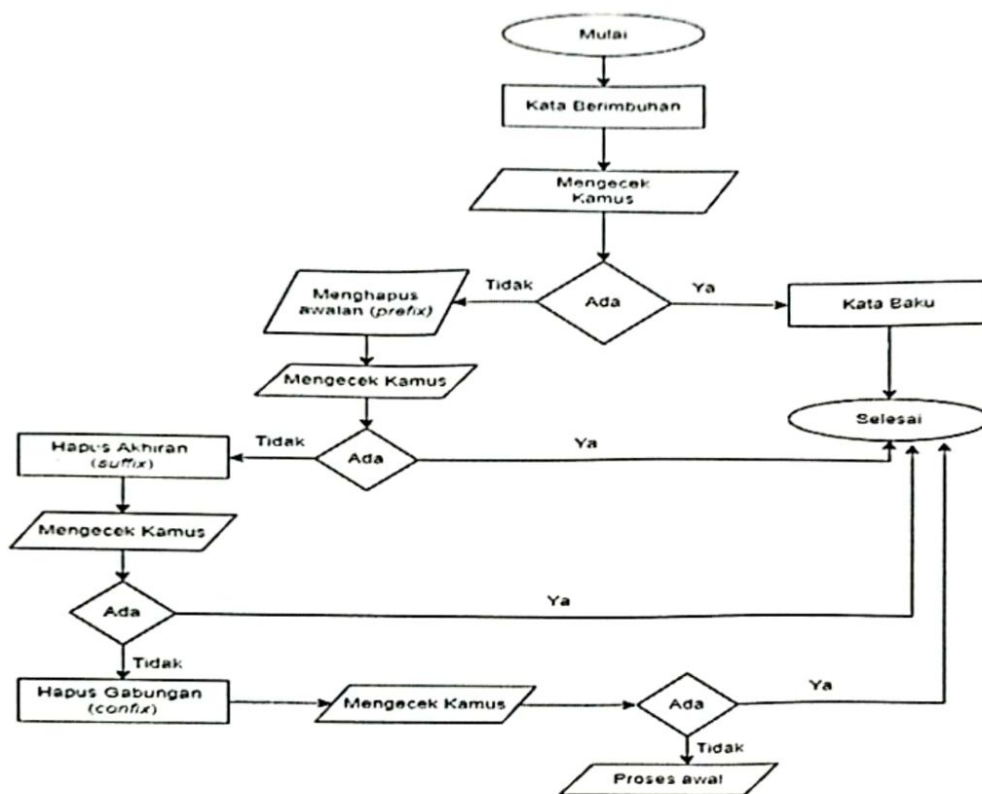 Mulai
Kata Berimbuhan
Mengecek
Kamus
Ada
Tidak
Ya
Menghapus
awalan (prefix)
Kata Baku
Mengecek Kamus
Selesai
Ada
Tidak
Ya
Hapus Akhiran
(suffix)
Mengecek Kamus
Ada
Ya
Tidak
Hapus Gabungan
(confix)
Mengecek Kamus
Ada
Ya
Tidak
Proses awal